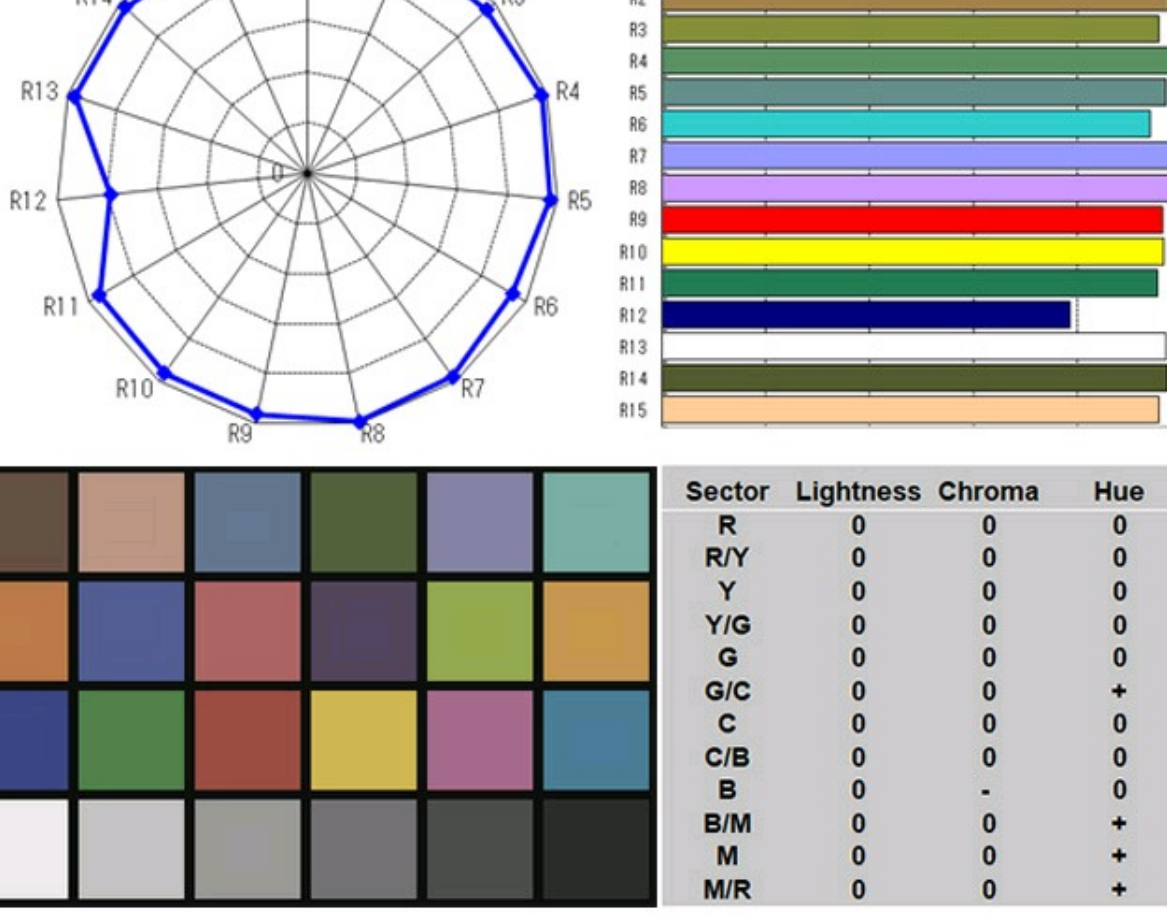 R4
R13
0
R12
R5
R11
R6
R10
R7
R9
R8
R3
R4
R5
R6
R7
R8
R9
R10
R11
R12
R13
R14
R15
Sector Lightness Chroma Hue
R 0 0 0
R/Y 0 0 0
Y 0 0 0
Y/G 0 0 0
G 0 0 0
G/C 0 0 +
C 0 0 0
C/B 0 0 0
B 0 - 0
B/M 0 0 +
M 0 0 +
M/R 0 0 +